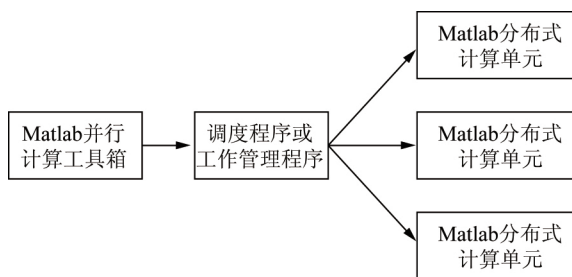 Matlab分布式
计算单元
Matlab并行
计算工具箱
调度程序或
工作管理程序
Matlab分布式
计算单元
Matlab分布式
计算单元